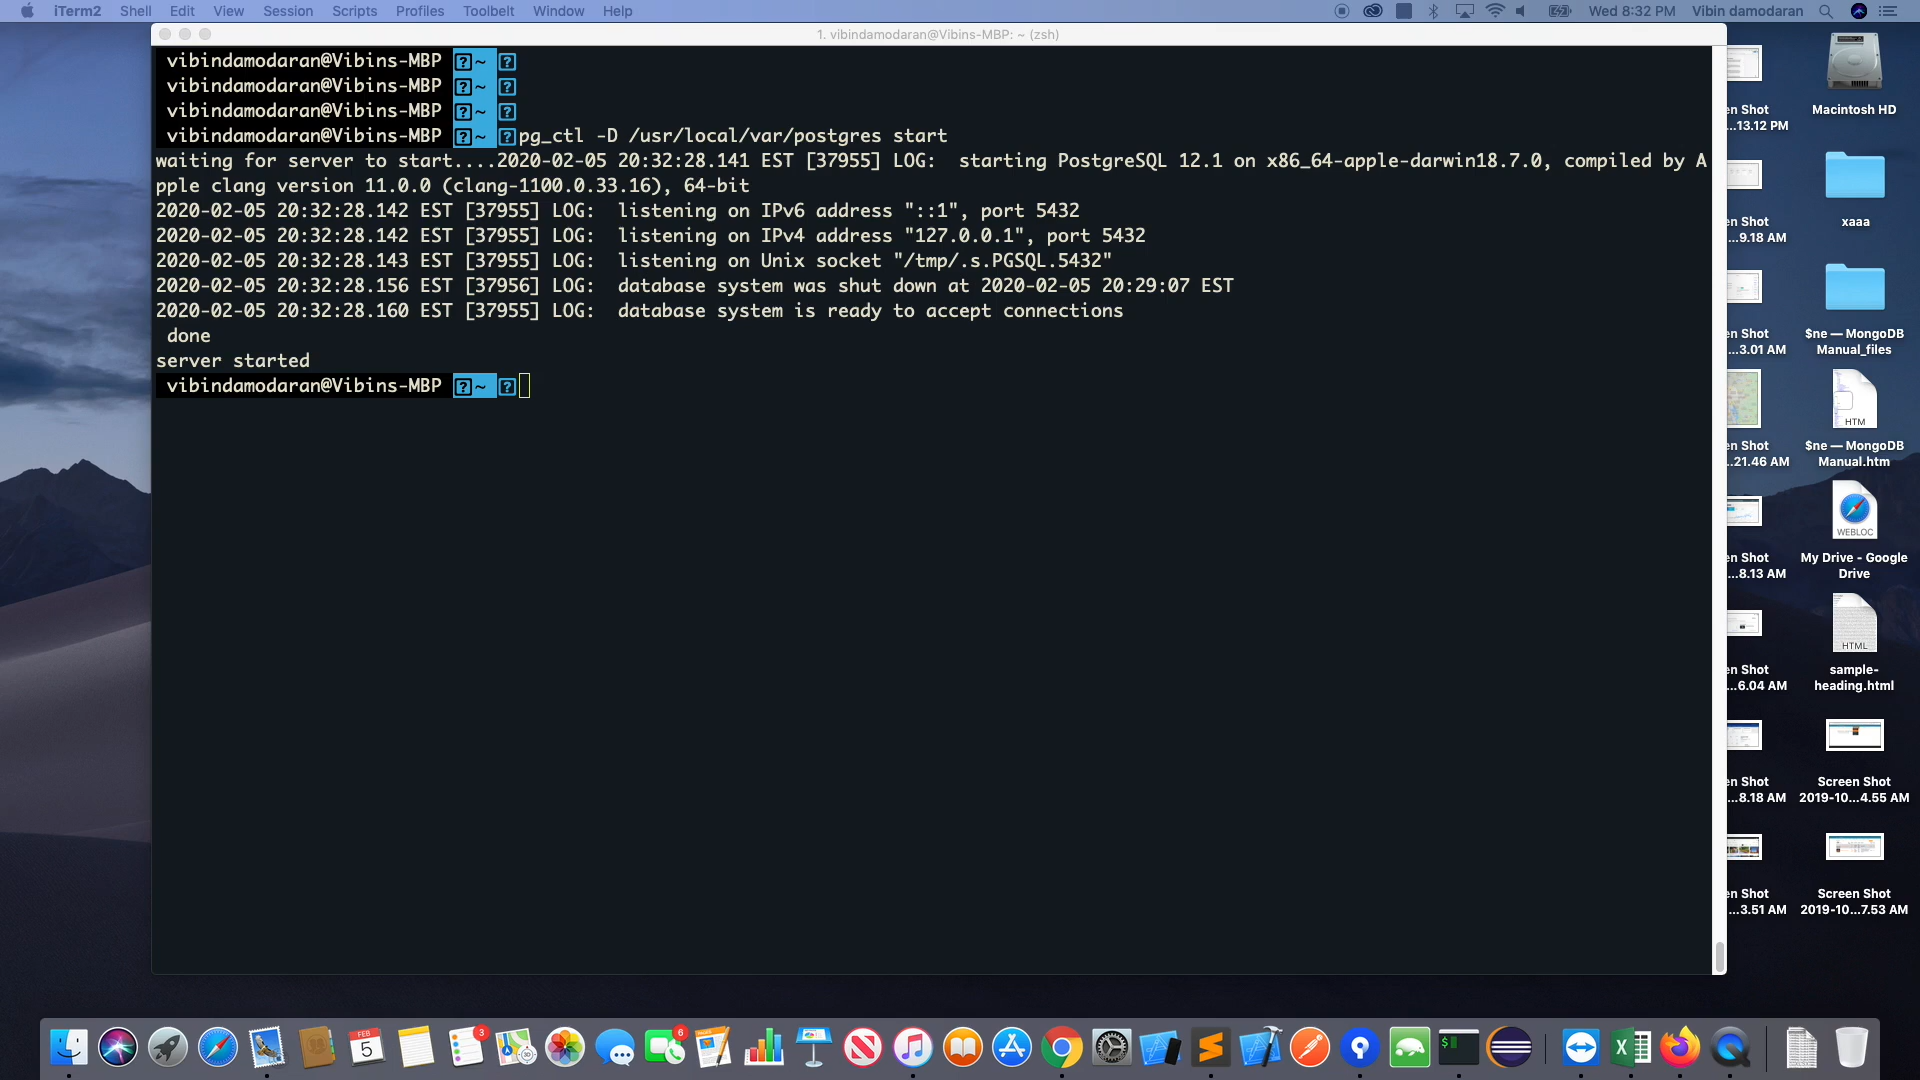 iTerm2 Shell Edit View Session Scripts Profiles Toolbelt Window Help
Wed 8:32 PM Vibin damodaran
1. vibindamodaran@Vibins-MBP: ~ (zsh)
vibindamodaran@Vibins-MBP ? ~ ?
vibindamodaran@Vibins-MBP ? ~ ?
vibindamodaran@Vibins-MBP ? ~ ?
vibindamodaran@Vibins-MBP ? ~ ? pg_ctl -D /usr/local/var/postgres start
waiting for server to start....2020-02-05 20:32:28.141 EST [37955] LOG:  starting PostgreSQL 12.1 on x86_64-apple-darwin18.7.0, compiled by A
pple clang version 11.0.0 (clang-1100.0.33.16), 64-bit
2020-02-05 20:32:28.142 EST [37955] LOG:  listening on IPv6 address "::1", port 5432
2020-02-05 20:32:28.142 EST [37955] LOG:  listening on IPv4 address "127.0.0.1", port 5432
2020-02-05 20:32:28.143 EST [37955] LOG:  listening on Unix socket "/tmp/.s.PGSQL.5432"
2020-02-05 20:32:28.156 EST [37956] LOG:  database system was shut down at 2020-02-05 20:29:07 EST
2020-02-05 20:32:28.160 EST [37955] LOG:  database system is ready to accept connections
done
server started
vibindamodaran@Vibins-MBP ? ~ ?
en Shot
...13.12 PM
Macintosh HD
en Shot
...9.18 AM
xaaa
en Shot
...3.01 AM
$ne — MongoDB
Manual_files
HTM
en Shot
...21.46 AM
$ne — MongoDB
Manual.htm
WEBLOC
en Shot
...8.13 AM
My Drive - Google
Drive
HTML
en Shot
...6.04 AM
sample-
heading.html
en Shot
...8.18 AM
Screen Shot
2019-10...4.55 AM
en Shot
...3.51 AM
Screen Shot
2019-10...7.53 AM
FEB
5
3
6